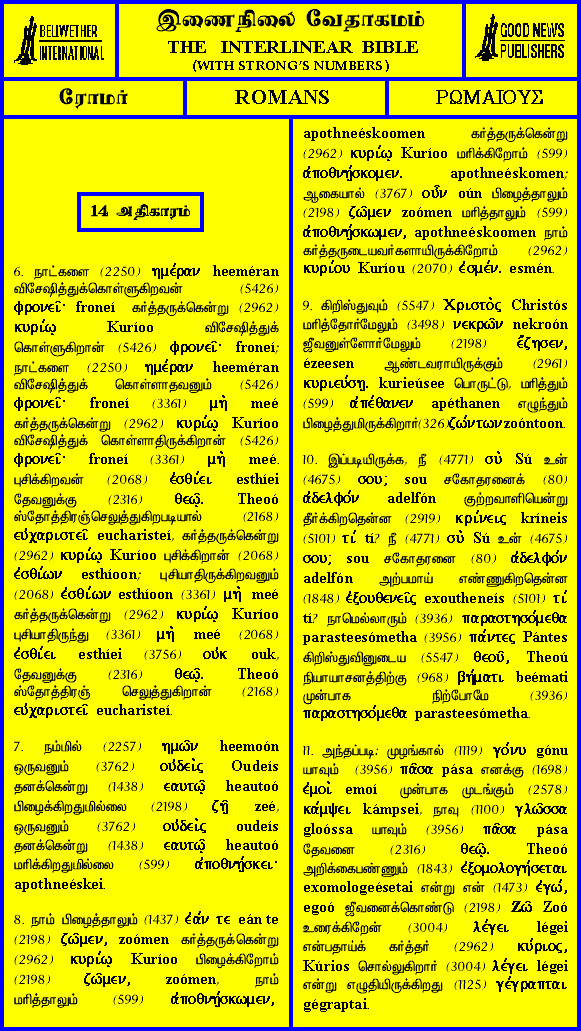 BELLWETHER
INTERNATIONAL
இணைநிலை வேதாகமம்
THE INTERLINEAR BIBLE
(WITH STRONG'S NUMBERS)
GOOD NEWS
PUBLISHERS
ரோமர்
ROMANS
ΡΩΜΑΙΟΥΣ
14 அதிகாரம்
6. நாட்களை (2250) ημέραν heeméran
விசேஷித்துக்கொள்ளுகிறவன் (5426)
φρονεῖ· froneí கர்த்தருக்கென்று (2962)
κυρίῳ Kuríoo விசேஷித்துக்
கொள்ளுகிறான் (5426) φρονεῖ· froneí;
நாட்களை (2250) ημέραν heeméran
விசேஷித்துக் கொள்ளாதவனும் (5426)
φρονεῖ· froneí (3361) μὴ meé
கர்த்தருக்கென்று (2962) κυρίῳ Kuríoo
விசேஷித்துக் கொள்ளாதிருக்கிறான் (5426)
φρονεῖ· froneí (3361) μὴ meé.
புசிக்கிறவன் (2068) ἐσθίει esthíei
தேவனுக்கு (2316) θεῷ. Theoó
ஸ்தோத்திரஞ்செலுத்துகிறபடியால் (2168)
εὐχαριστεῖ eucharisteí, கர்த்தருக்கென்று
(2962) κυρίῳ Kuríoo புசிக்கிறான் (2068)
ἐσθίων esthíoon; புசியாதிருக்கிறவனும்
(2068) ἐσθίων esthíoon (3361) μὴ meé
கர்த்தருக்கென்று (2962) κυρίῳ Kuríoo
புசியாதிருந்து (3361) μὴ meé (2068)
ἐσθίει esthíei (3756) οὐκ ouk,
தேவனுக்கு (2316) θεῷ. Theoó
ஸ்தோத்திரஞ் செலுத்துகிறான் (2168)
εὐχαριστεῖ eucharisteí.
7. நம்மில் (2257) ημῶν heemoón
ஒருவனும் (3762) οὐδεὶς Oudeís
தனக்கென்று (1438) εαυτῷ heautoó
பிழைக்கிறதுமில்லை (2198) ζῇ zeé,
ஒருவனும் (3762) οὐδεὶς oudeís
தனக்கென்று (1438) εαυτῷ heautoó
மரிக்கிறதுமில்லை (599) ἀποθνῄσκει·
apothneéskei.
8. நாம் பிழைத்தாலும் (1437) ἐάν τε eán te
(2198) ζῶμεν, zoómen கர்த்தருக்கென்று
(2962) κυρίῳ Kuríoo பிழைக்கிறோம்
(2198) ζῶμεν, zoómen, நாம்
மரித்தாலும் (599) ἀποθνῄσκωμεν,
apothneéskoomen கர்த்தருக்கென்று
(2962) κυρίῳ Kuríoo மரிக்கிறோம் (599)
ἀποθνῄσκομεν. apothneéskomen;
ஆகையால் (3767) οὖν oún பிழைத்தாலும்
(2198) ζῶμεν zoómen மரித்தாலும் (599)
ἀποθνῄσκωμεν, apothneéskoomen நாம்
கர்த்தருடையவர்களாயிருக்கிறோம் (2962)
κυρίου Kuríou (2070) ἐσμέν. esmén.
9. கிறிஸ்துவும் (5547) Χριστὸς Christós
மரித்தோர்மேலும் (3498) νεκρῶν nekroón
ஜீவனுள்ளோர்மேலும் (2198) ἔζησεν,
ézeesen ஆண்டவராயிருக்கும் (2961)
κυριεύσῃ. kurieúsee பொருட்டு, மரித்தும்
(599) ἀπέθανεν apéthanen எழுந்தும்
பிழைத்துமிருக்கிறார்(326)ζώντωνzoóntoon.
10. இப்படியிருக்க, நீ (4771) σὺ Sú உன்
(4675) σου; sou சகோதரனைக் (80)
ἀδελφόν adelfón குற்றவாளியென்று
தீர்க்கிறதென்ன (2919) κρίνεις kríneis
(5101) τί tí? நீ (4771) σὺ Sú உன் (4675)
σου; sou சகோதரனை (80) ἀδελφόν
adelfón அற்பமாய் எண்ணுகிறதென்ன
(1848) ἐξουθενεῖς exoutheneís (5101) τί
tí? நாமெல்லாரும் (3936) παραστησόμεθα
parasteesómetha (3956) πάντες Pántes
கிறிஸ்துவினுடைய (5547) θεοῦ, Theoú
நியாயாசனத்திற்கு (968) βήματι beémati
முன்பாக நிற்போமே (3936)
παραστησόμεθα parasteesómetha.
11. அந்தப்படி; முழங்கால் (1119) γόνυ gónu
யாவும் (3956) πᾶσα pása எனக்கு (1698)
ἐμοὶ emoí முன்பாக முடங்கும் (2578)
κάμψει kámpsei, நாவு (1100) γλῶσσα
gloóssa யாவும் (3956) πᾶσα pása
தேவனை (2316) θεῷ. Theoó
அறிக்கைபண்ணும் (1843) ἐξομολογήσεται
exomologeésetai என்று என் (1473) ἐγώ,
egoó ஜீவனைக்கொண்டு (2198) Ζῶ Zoó
உரைக்கிறேன் (3004) λέγει légei
என்பதாய்க் கர்த்தர் (2962) κύριος,
Kúrios சொல்லுகிறார் (3004) λέγει légei
என்று எழுதியிருக்கிறது (1125) γέγραπται
gégraptai.